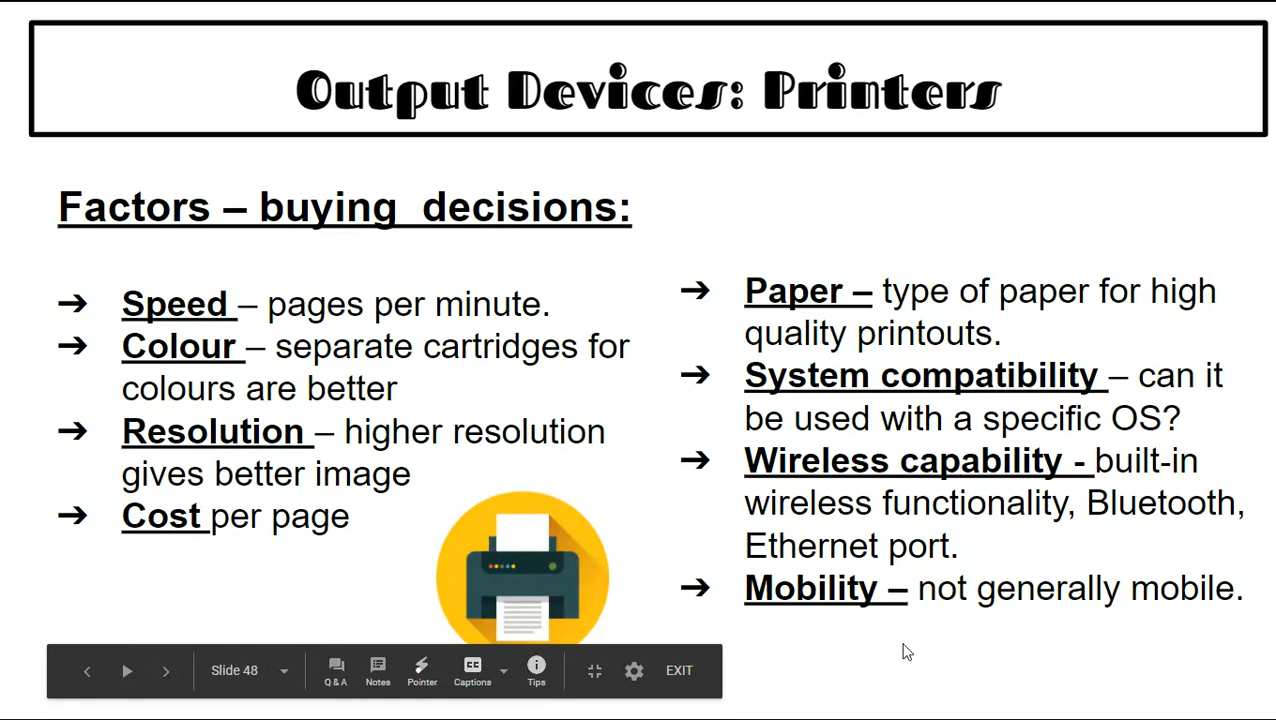 Output Devices: Printers
Factors – buying decisions:
➔ Speed – pages per minute.
➔ Colour – separate cartridges for
colours are better
➔ Resolution – higher resolution
gives better image
➔ Cost per page
➔ Paper – type of paper for high
quality printouts.
➔ System compatibility – can it
be used with a specific OS?
➔ Wireless capability - built-in
wireless functionality, Bluetooth,
Ethernet port.
➔ Mobility – not generally mobile.
Slide 48
Q & A
Notes
Pointer
CC
Captions
Tips
EXIT